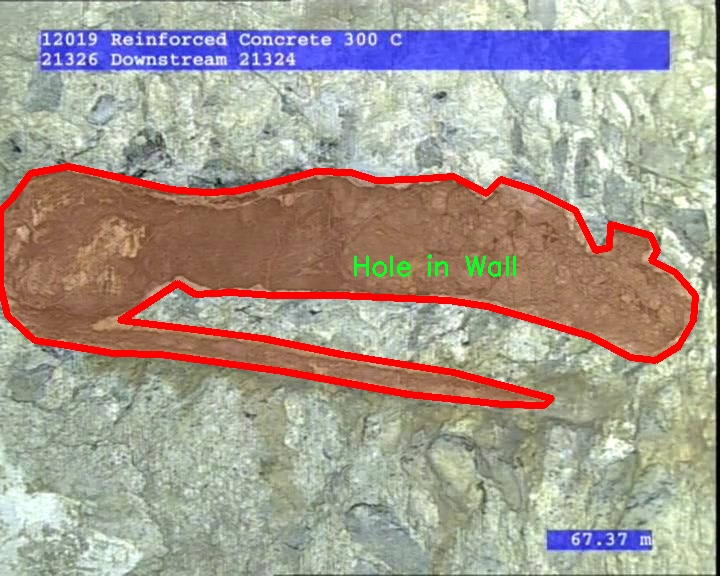 12019 Reinforced Concrete 300 C
21326 Downstream 21324
Hole in Wall
67.37 m